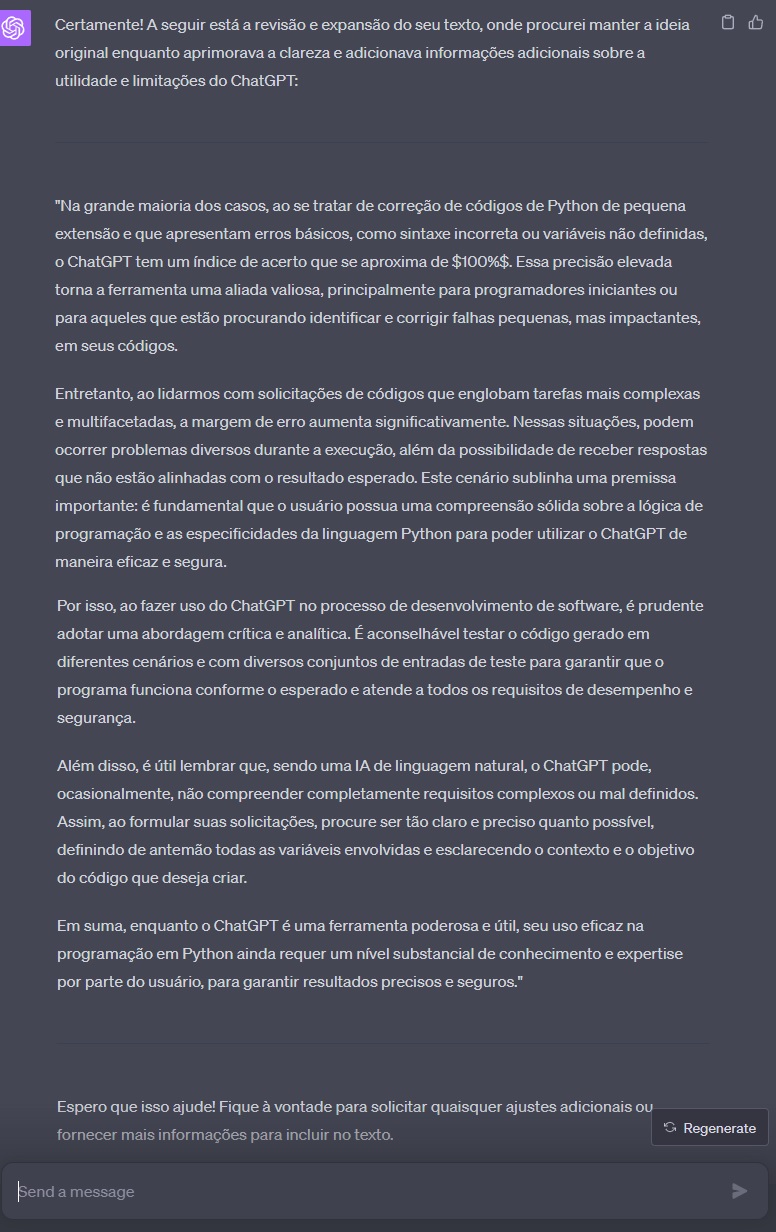 Certamente! A seguir está a revisão e expansão do seu texto, onde procurei manter a ideia
original enquanto aprimorava a clareza e adicionava informações adicionais sobre a
utilidade e limitações do ChatGPT:
"Na grande maioria dos casos, ao se tratar de correção de códigos de Python de pequena
extensão e que apresentam erros básicos, como sintaxe incorreta ou variáveis não definidas,
o ChatGPT tem um índice de acerto que se aproxima de $100%$. Essa precisão elevada
torna a ferramenta uma aliada valiosa, principalmente para programadores iniciantes ou
para aqueles que estão procurando identificar e corrigir falhas pequenas, mas impactantes,
em seus códigos.
Entretanto, ao lidarmos com solicitações de códigos que englobam tarefas mais complexas
e multifacetadas, a margem de erro aumenta significativamente. Nessas situações, podem
ocorrer problemas diversos durante a execução, além da possibilidade de receber respostas
que não estão alinhadas com o resultado esperado. Este cenário sublinha uma premissa
importante: é fundamental que o usuário possua uma compreensão sólida sobre a lógica de
programação e as especificidades da linguagem Python para poder utilizar o ChatGPT de
maneira eficaz e segura.
Por isso, ao fazer uso do ChatGPT no processo de desenvolvimento de software, é prudente
adotar uma abordagem crítica e analítica. É aconselhável testar o código gerado em
diferentes cenários e com diversos conjuntos de entradas de teste para garantir que o
programa funciona conforme o esperado e atende a todos os requisitos de desempenho e
segurança.
Além disso, é útil lembrar que, sendo uma IA de linguagem natural, o ChatGPT pode,
ocasionalmente, não compreender completamente requisitos complexos ou mal definidos.
Assim, ao formular suas solicitações, procure ser tão claro e preciso quanto possível,
definindo de antemão todas as variáveis envolvidas e esclarecendo o contexto e o objetivo
do código que deseja criar.
Em suma, enquanto o ChatGPT é uma ferramenta poderosa e útil, seu uso eficaz na
programação em Python ainda requer um nível substancial de conhecimento e expertise
por parte do usuário, para garantir resultados precisos e seguros."
Espero que isso ajude! Fique à vontade para solicitar quaisquer ajustes adicionais ou
fornecer mais informações para incluir no texto.
Regenerate
Send a message